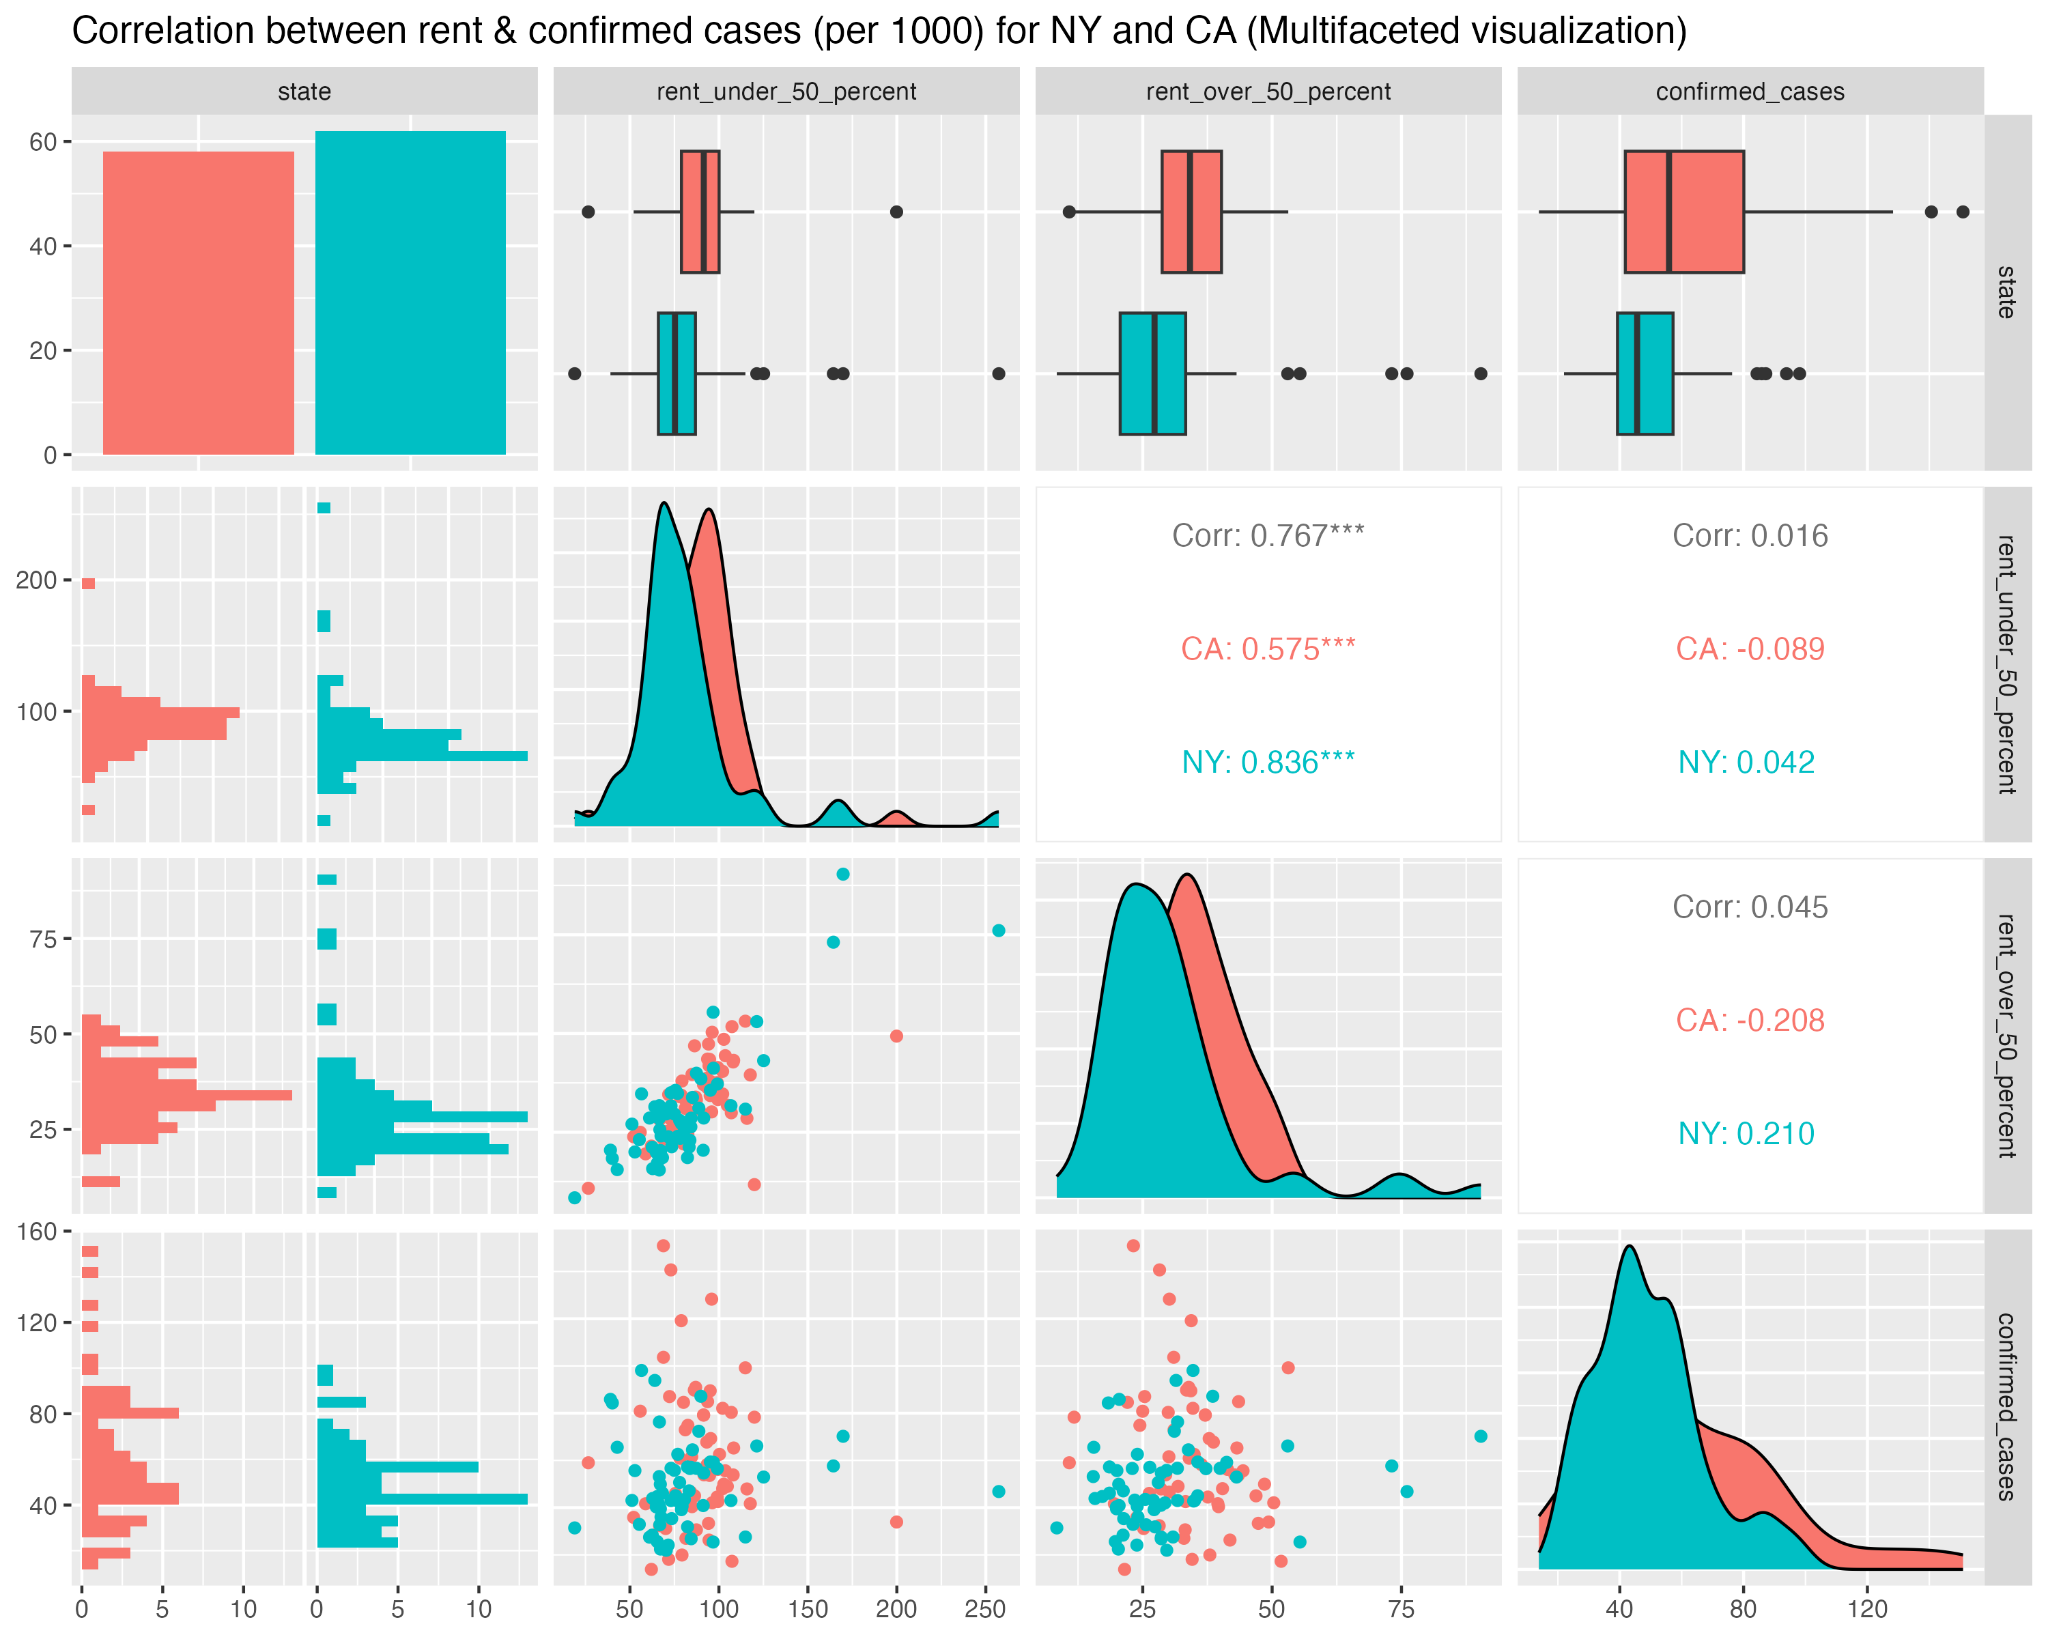 Correlation between rent & confirmed cases (per 1000) for NY and CA (Multifaceted visualization)
state
rent_under_50_percent
rent_over_50_percent
confirmed_cases
60
40
20
0
state
200
100
Corr: 0.767***
CA: 0.575***
NY: 0.836***
Corr: 0.016
CA: -0.089
NY: 0.042
rent_under_50_percent
75
50
25
Corr: 0.045
CA: -0.208
NY: 0.210
rent_over_50_percent
160
120
80
40
confirmed_cases
0 5 10 0 5 10
50 100 150 200 250
25 50 75
40 80 120